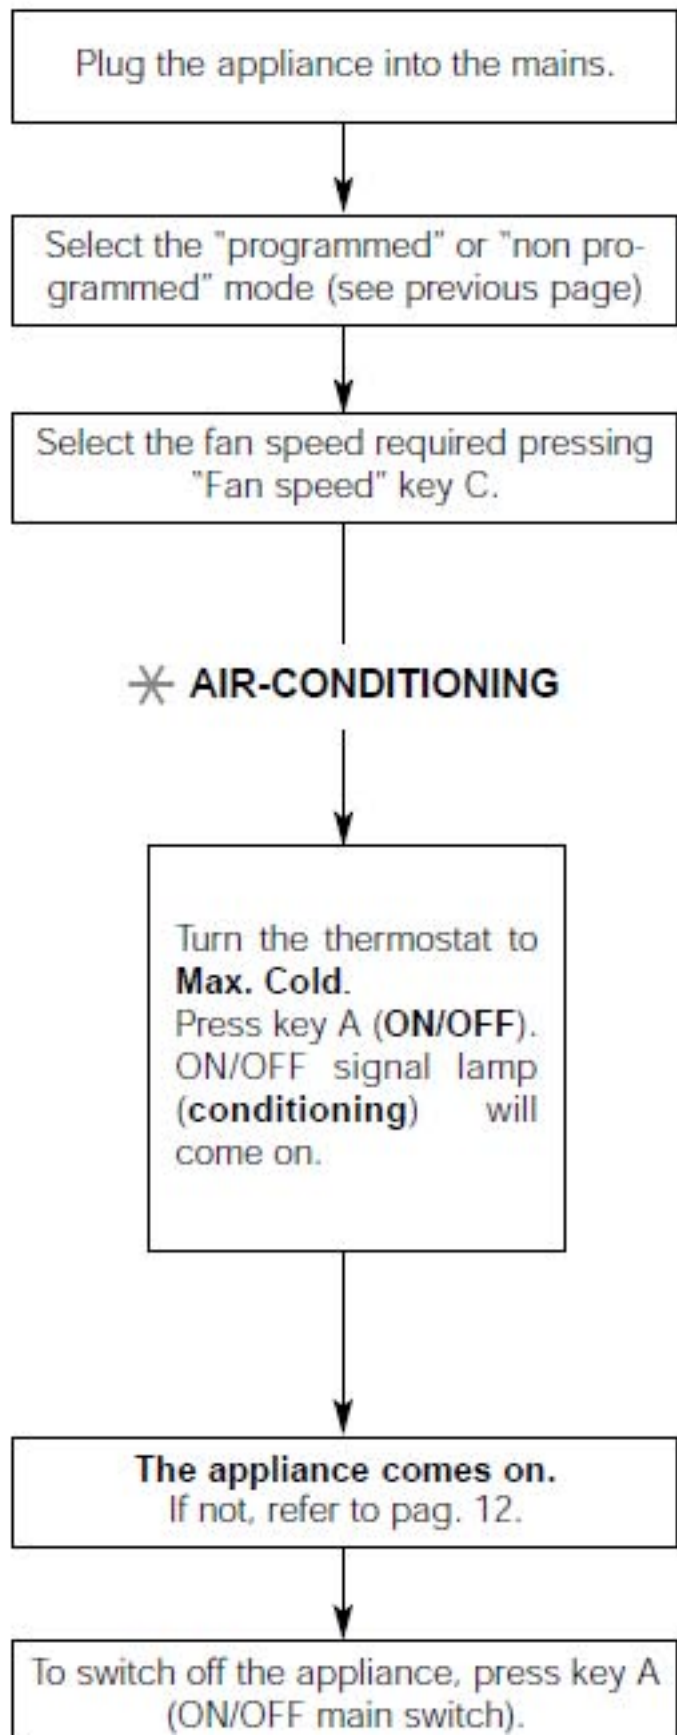 Plug the appliance into the mains.
Select the "programmed" or "non pro-
grammed" mode (see previous page)
Select the fan speed required pressing
"Fan speed" key C.
AIR-CONDITIONING
Turn the thermostat to
Max. Cold.
Press key A (ON/OFF).
ON/OFF signal lamp
(conditioning) will
come on.
The appliance comes on.
If not, refer to pag. 12.
To switch off the appliance, press key A
(ON/OFF main switch).